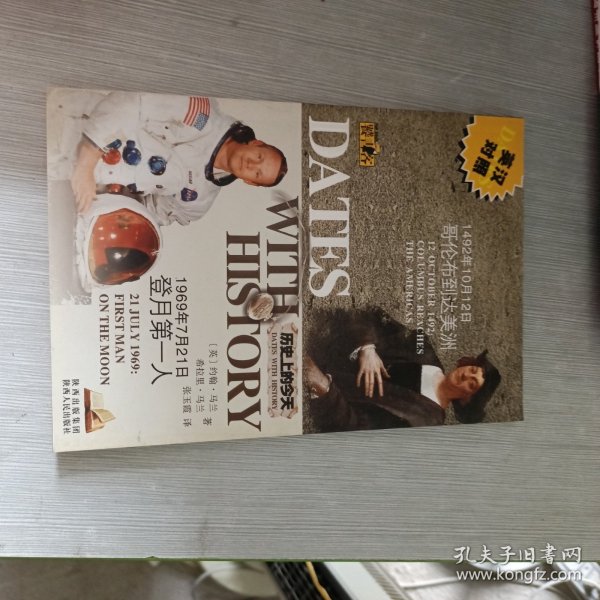 英汉
对照
DATES
WITH
HISTORY
1492年10月12日
哥伦布到达美洲
12 OCTOBER 1492:
COLUMBUS REACHES
THE AMERICAS
历史上的今天
DATES WITH HISTORY
1969年7月21日
登月第一人
21 JULY 1969:
FIRST MAN
ON THE MOON
〔英〕约翰·马兰
希拉里·马兰 著
张玉霞 译
陕西出版集团
陕西人民出版社
孔夫子旧书网
www.kongfz.com